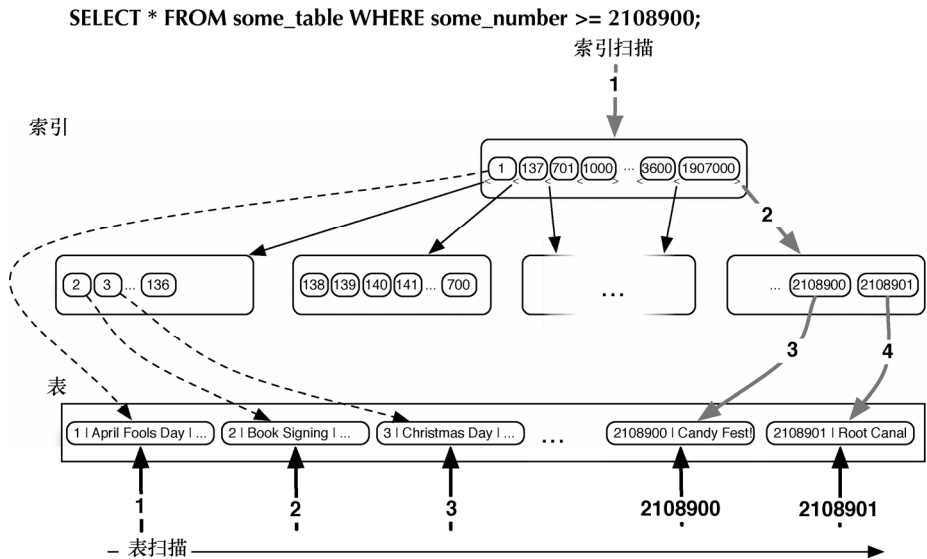 SELECT * FROM some_table WHERE some_number >= 2108900;
索引扫描
1
索引
1 137 701 1000 ... 3600 1907000
< < < < < < >
2
2 3 ... 136
138 139 140 141 ... 700
...
... 2108900 2108901
3 4
表
1 | April Fools Day | ...
2 | Book Signing | ...
3 | Christmas Day | ...
...
2108900 | Candy Fest!
2108901 | Root Canal
1 2 3 2108900 2108901
表扫描